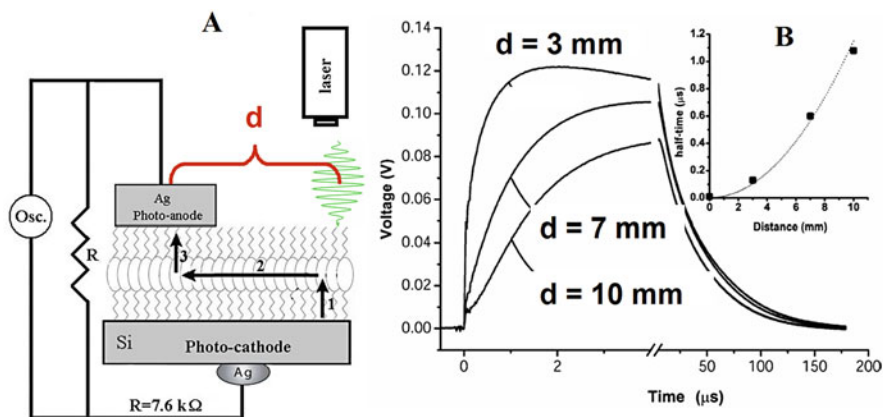 A
laser
d
Ag
Photo-anode
Osc.
R
3
2
1
Si
Photo-cathode
Ag
R=7.6 k Ω
B
d = 3 mm
d = 7 mm
d = 10 mm
Voltage (V)
0.14
0.12
0.10
0.08
0.06
0.04
0.02
0.00
0 2 50 100 150 200
Time (μs)
half-time (μs)
1.2
1.0
0.8
0.6
0.4
0.2
0.0
0 2 4 6 8 10
Distance (mm)